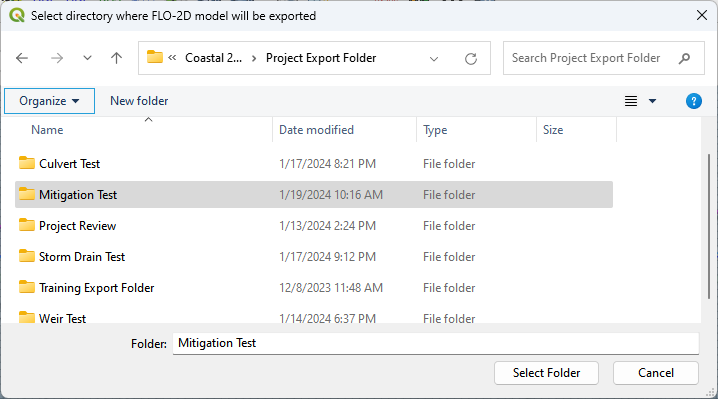 Select directory where FLO-2D model will be exported
« Coastal 2... > Project Export Folder
Search Project Export Folder
Organize
New folder
?
Name Date modified Type Size
Culvert Test 1/17/2024 8:21 PM File folder
Mitigation Test 1/19/2024 10:16 AM File folder
Project Review 1/13/2024 2:24 PM File folder
Storm Drain Test 1/17/2024 9:12 PM File folder
Training Export Folder 12/8/2023 11:48 AM File folder
Weir Test 1/14/2024 6:37 PM File folder
Folder: Mitigation Test
Select Folder
Cancel